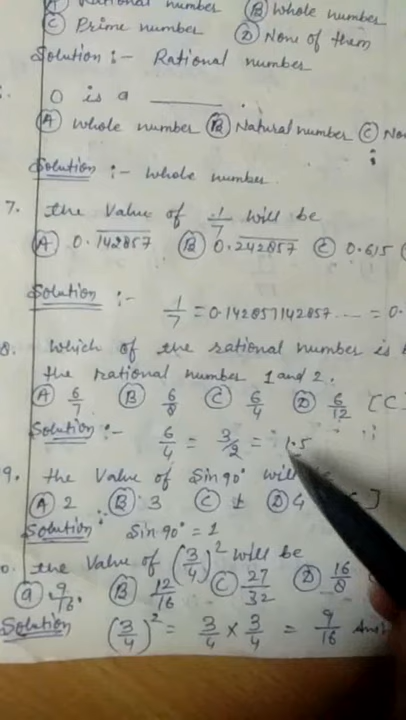 (A) Rational number (B) Whole number
(C) Prime number (D) None of them
Solution :- Rational number
0 is a ______ .
(A) Whole number (B) Natural number (C)
Solution :- Whole number.
7. the Value of 1/7 will be
(A) 0.142857 (B) 0.242857 (C) 0.615
Solution :-
1/7 = 0.142857142857.... = 0.
8. Which of the rational number is
the rational number 1 and 2.
(A) 6/7 (B) 6/8 (C) 6/4 (D) 6/12 [C
Solution :- 6/4 = 3/2 = 1.5
9. the Value of Sin 90°
(A) 2 (B) 3 (C) 1 (D) 4 ]
Solution: Sin 90° = 1
the Value of (3/4)² will be
(a) 9/16. (B) 12/16 (C) 27/32 (D) 16/8
Solution (3/4)² = 3/4 × 3/4 = 9/16 Ans